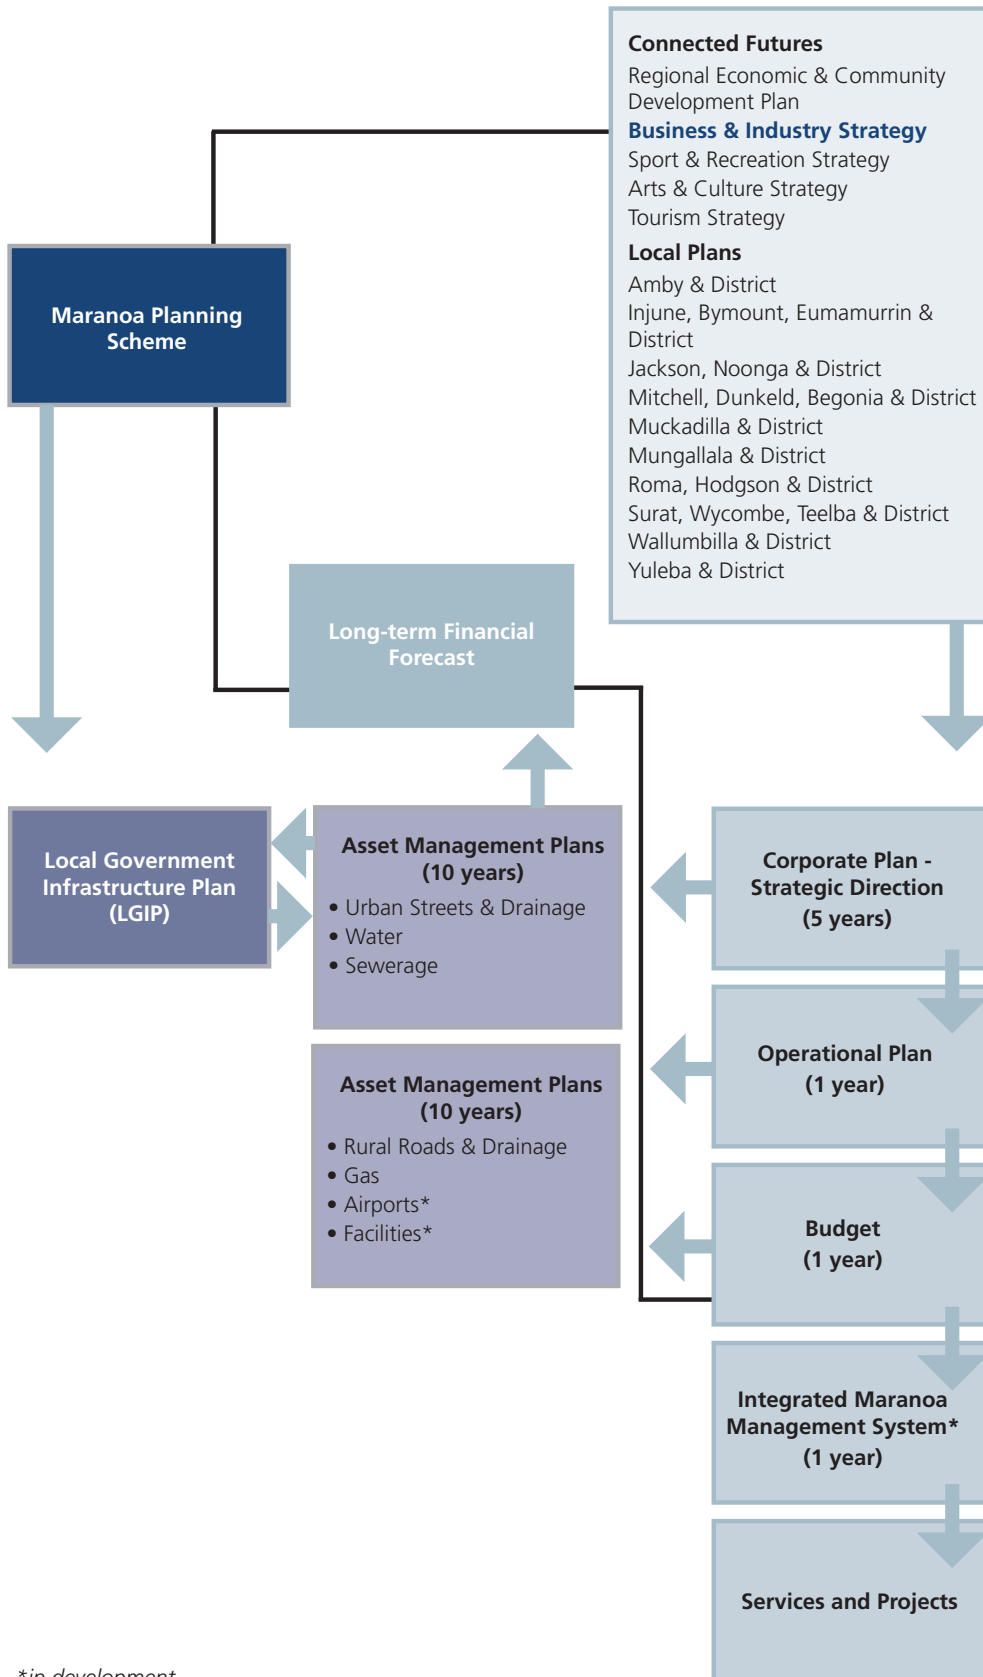 Connected Futures
Regional Economic & Community
Development Plan
Business & Industry Strategy
Sport & Recreation Strategy
Arts & Culture Strategy
Tourism Strategy
Local Plans
Amby & District
Injune, Bymount, Eumamurrin &
District
Jackson, Noonga & District
Mitchell, Dunkeld, Begonia & District
Muckadilla & District
Mungallala & District
Roma, Hodgson & District
Surat, Wycombe, Teelba & District
Wallumbilla & District
Yuleba & District
Maranoa Planning
Scheme
Long-term Financial
Forecast
Local Government
Infrastructure Plan
(LGIP)
Asset Management Plans
(10 years)
• Urban Streets & Drainage
• Water
• Sewerage
Asset Management Plans
(10 years)
• Rural Roads & Drainage
• Gas
• Airports*
• Facilities*
Corporate Plan -
Strategic Direction
(5 years)
Operational Plan
(1 year)
Budget
(1 year)
Integrated Maranoa
Management System*
(1 year)
Services and Projects
*in development